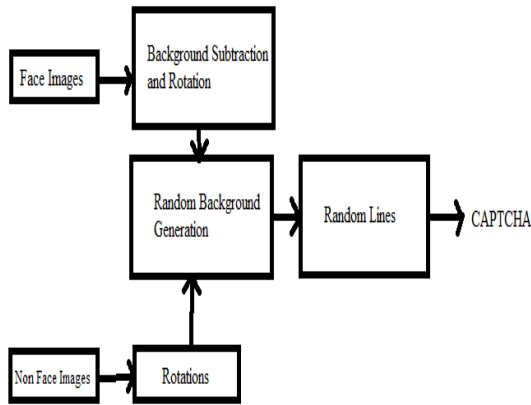 Face Images
Background Subtraction
and Rotation
Random Background
Generation
Random Lines
CAPTCHA
Non Face Images
Rotations